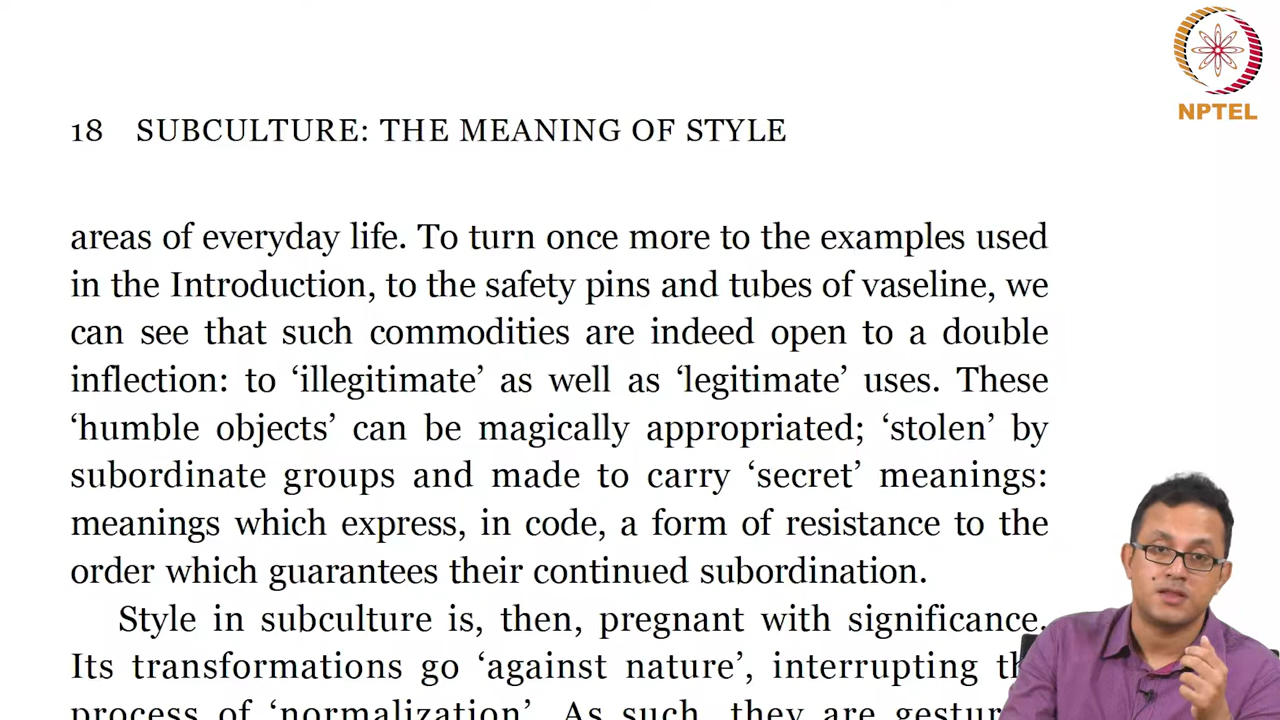 NPTEL
18 SUBCULTURE: THE MEANING OF STYLE
areas of everyday life. To turn once more to the examples used
in the Introduction, to the safety pins and tubes of vaseline, we
can see that such commodities are indeed open to a double
inflection: to ‘illegitimate’ as well as ‘legitimate’ uses. These
‘humble objects’ can be magically appropriated; ‘stolen’ by
subordinate groups and made to carry ‘secret’ meanings:
meanings which express, in code, a form of resistance to the
order which guarantees their continued subordination.
Style in subculture is, then, pregnant with significance.
Its transformations go ‘against nature’, interrupting
process of ‘normalization’. As such, they are